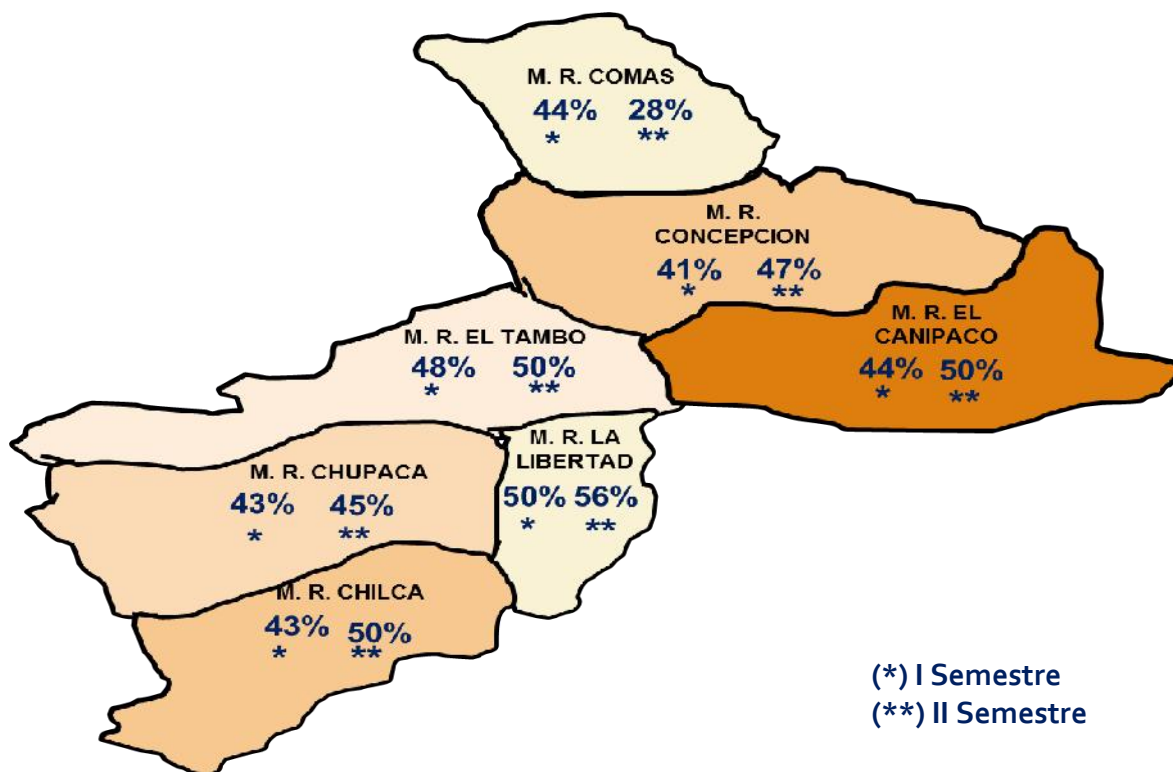 M. R. COMAS
44% 28%
* **
M. R.
CONCEPCION
41% 47%
* **
M. R. EL
CANIPACO
44% 50%
* **
M. R. EL TAMBO
48% 50%
* **
M. R. LA
LIBERTAD
50% 56%
* **
M. R. CHUPACA
43% 45%
* **
M. R. CHILCA
43% 50%
* **
(*) I Semestre
(**) II Semestre